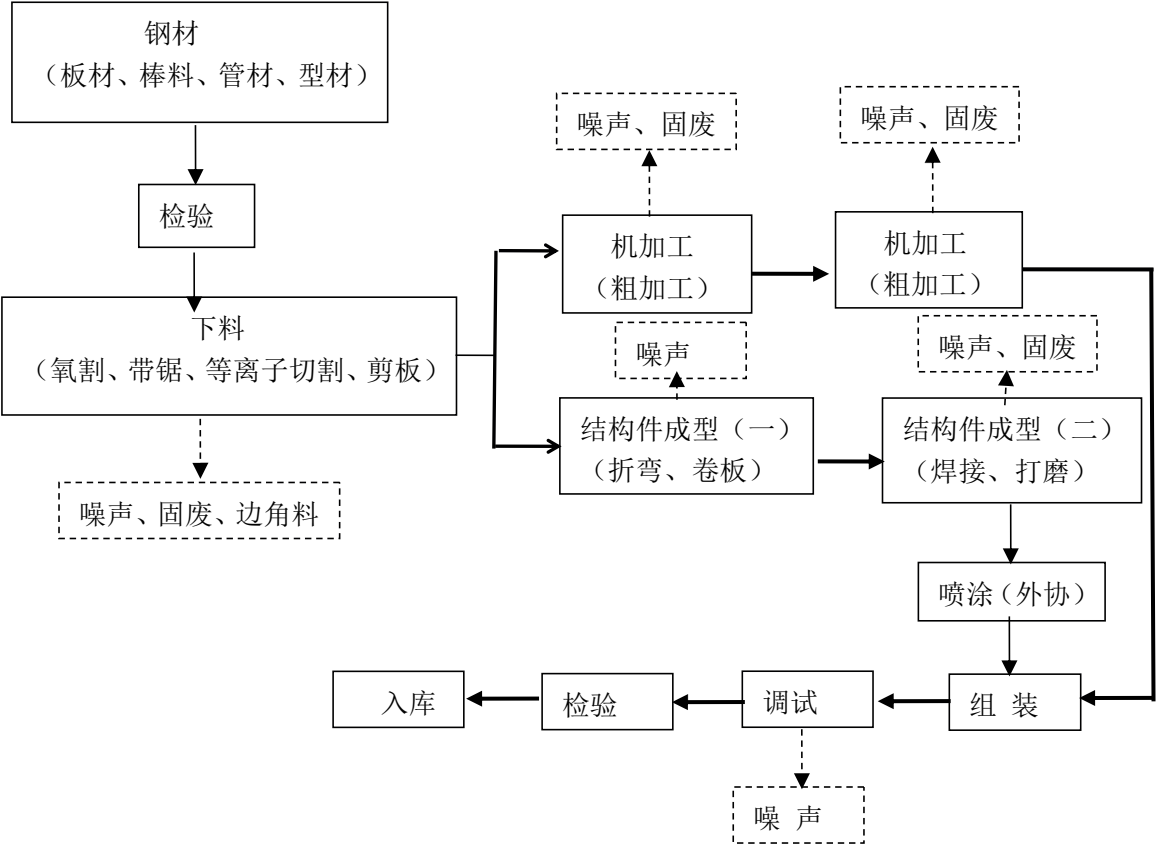 钢材
（板材、棒料、管材、型材）
检验
下料
（氧割、带锯、等离子切割、剪板）
噪声、固废、边角料
噪声、固废
机加工
（粗加工）
噪声、固废
机加工
（粗加工）
噪声
结构件成型（一）
（折弯、卷板）
噪声、固废
结构件成型（二）
（焊接、打磨）
喷涂（外协）
组 装
调试
噪 声
检验
入库